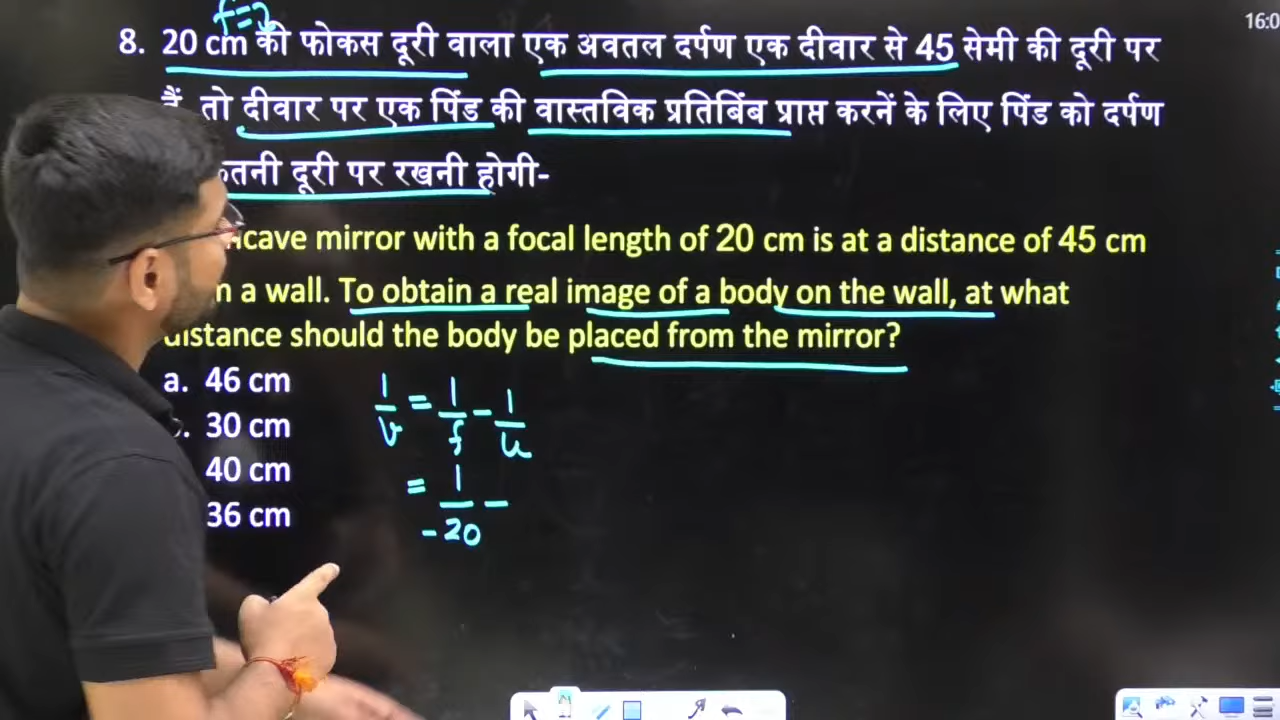 f=2
16:0
8. 20 cm की फोकस दूरी वाला एक अवतल दर्पण एक दीवार से 45 सेमी की दूरी पर
हैं, तो दीवार पर एक पिंड की वास्तविक प्रतिबिंब प्राप्त करनें के लिए पिंड को दर्पण
दूरी पर रखनी होगी-
mirror with a focal length of 20 cm is at a distance of 45 cm
a wall. To obtain a real image of a body on the wall, at what
distance should the body be placed from the mirror?
a. 46 cm
30 cm
40 cm
36 cm
1/v = 1/f - 1/u
= 1/-20 -